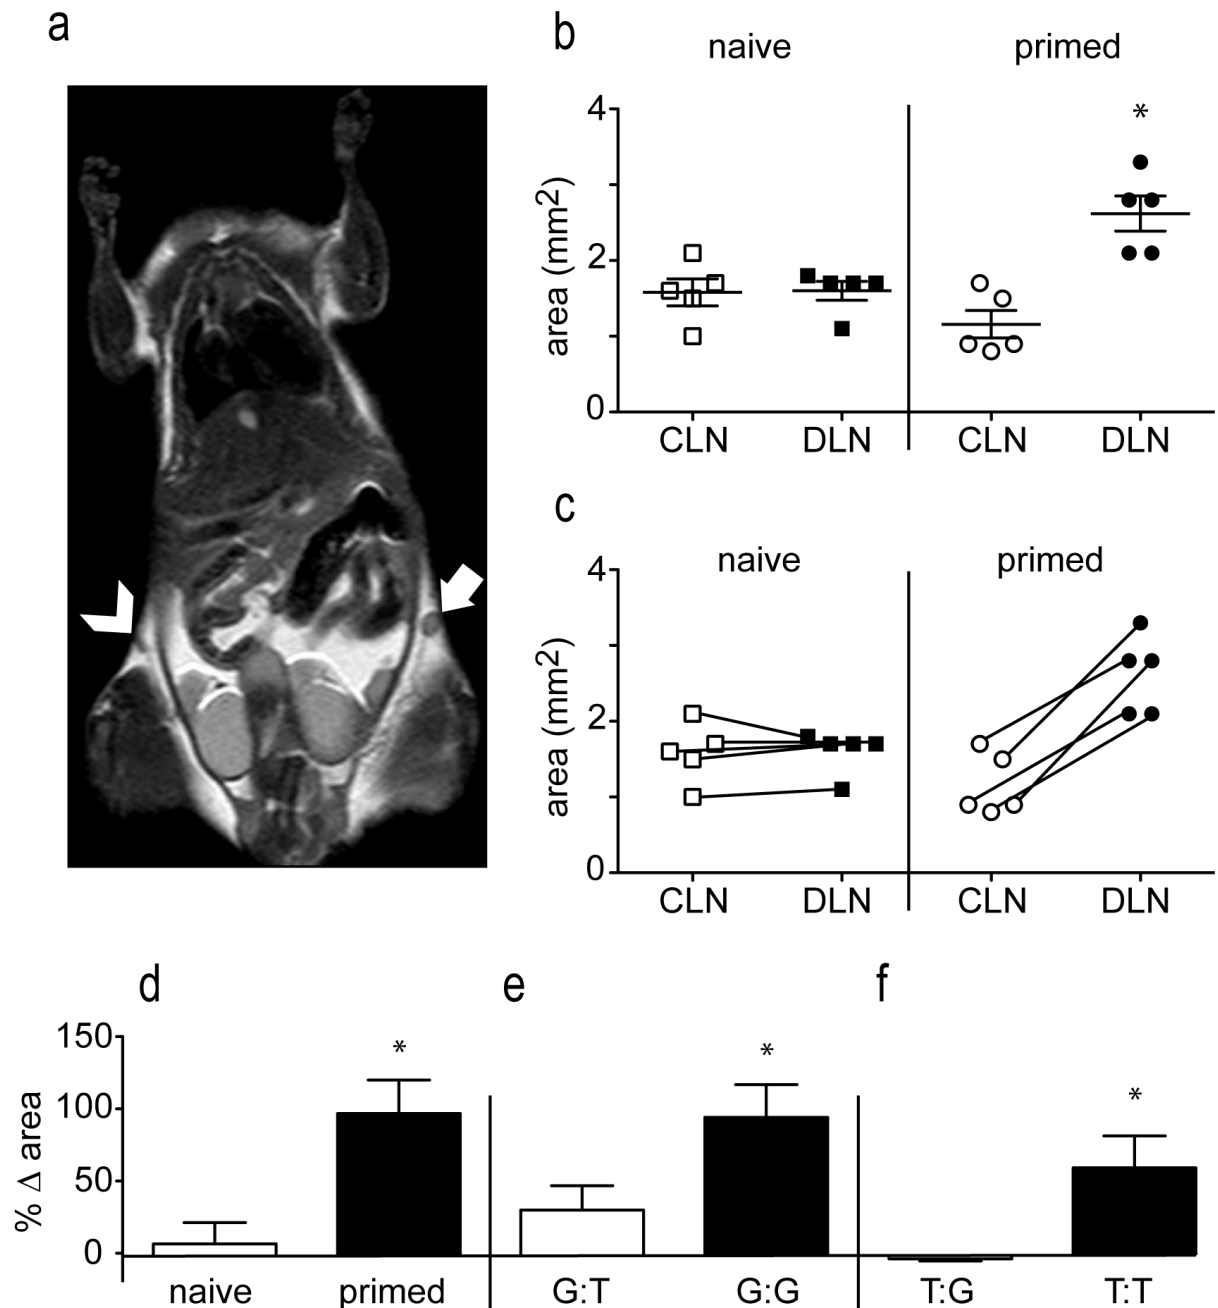 a
b
naive primed
4
*
area (mm2)
2
0
CLN DLN CLN DLN
c
naive primed
4
area (mm2)
2
0
CLN DLN CLN DLN
d e f
150
* * *
100
% Δ area
50
0
naive primed G:T G:G T:G T:T